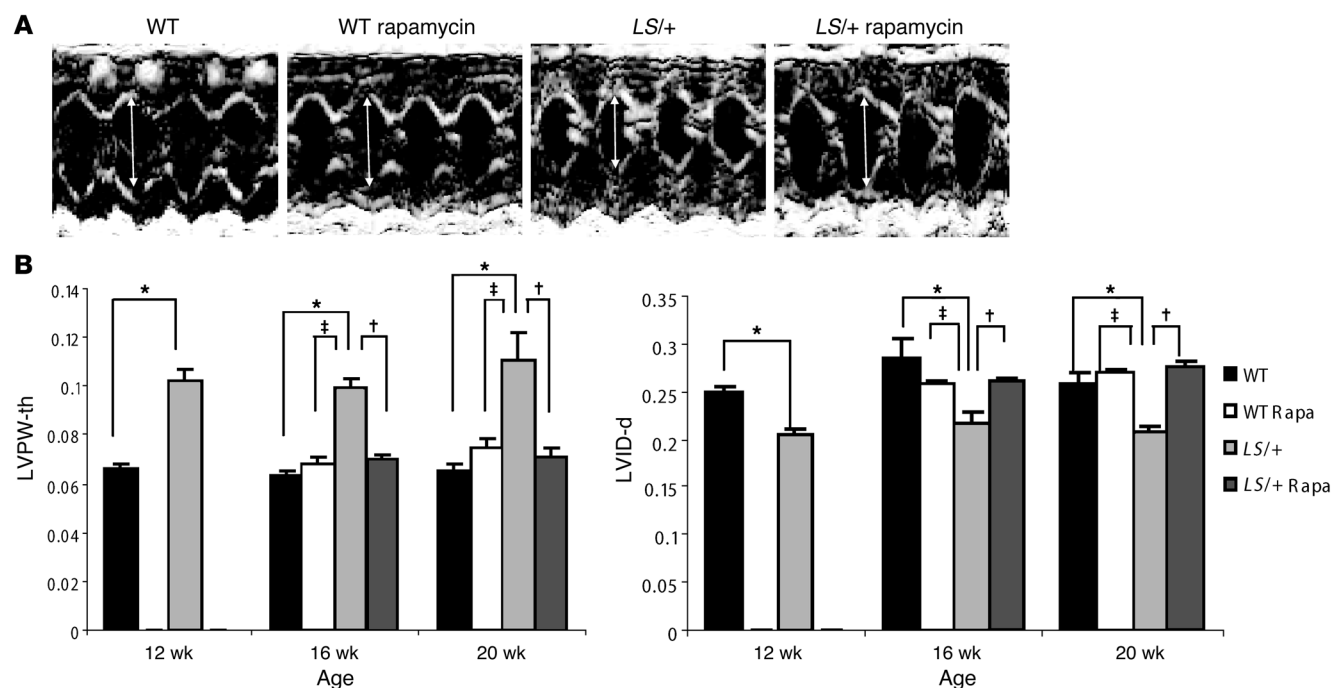 A
WT
WT rapamycin
LS/+
LS/+ rapamycin
B
LVPW-th
0.14
0.12
0.1
0.08
0.06
0.04
0.02
0
*
*
‡
†
*
‡
†
12 wk
16 wk
20 wk
Age
LVID-d
0.35
0.3
0.25
0.2
0.15
0.1
0.05
0
*
*
‡
†
*
‡
†
12 wk
16 wk
20 wk
Age
WT
WT Rapa
LS/+
LS/+ Rapa